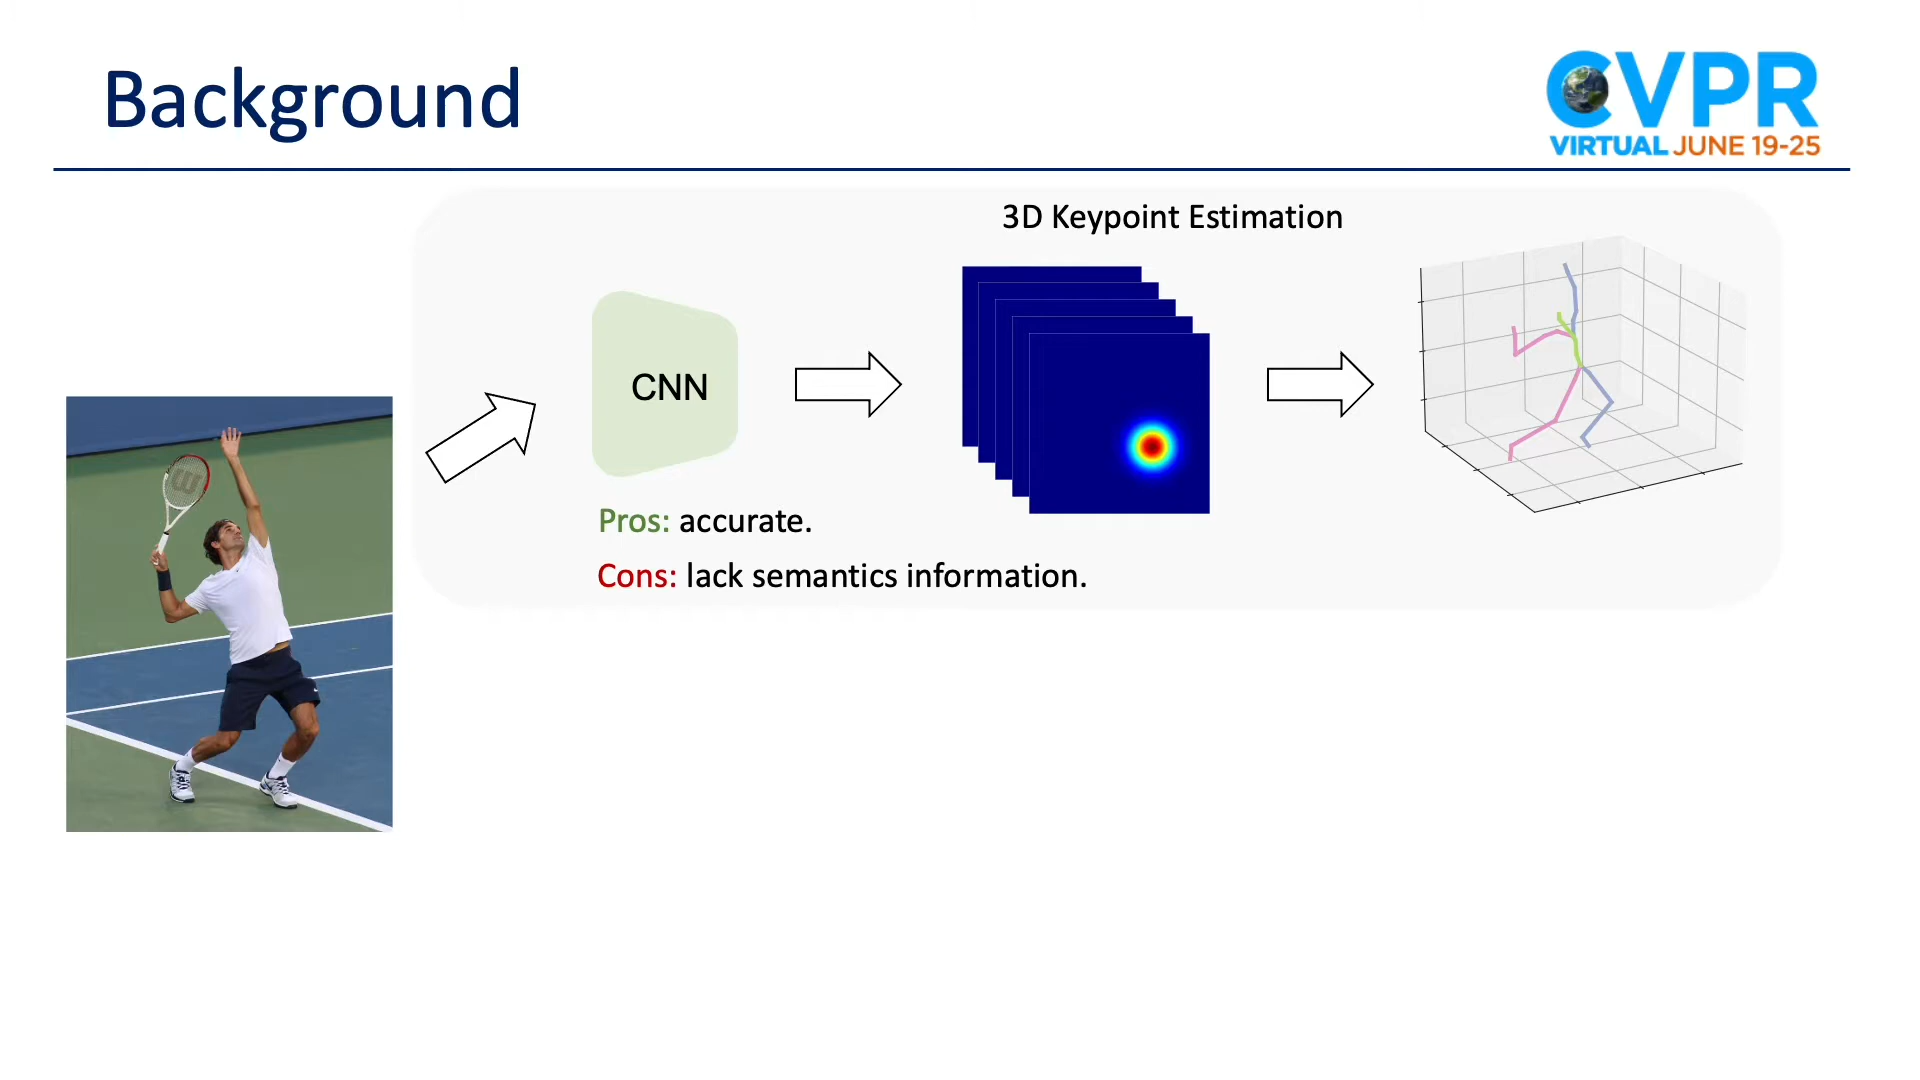 Background
CVPR
VIRTUAL JUNE 19-25
3D Keypoint Estimation
CNN
Pros: accurate.
Cons: lack semantics information.
W